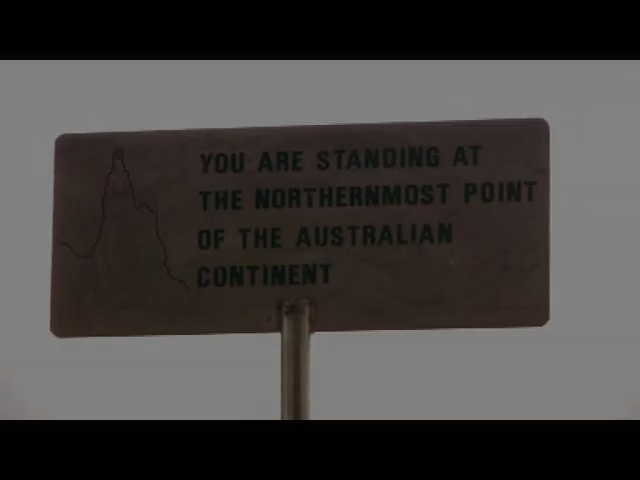 YOU ARE STANDING AT
THE NORTHERNMOST POINT
OF THE AUSTRALIAN
CONTINENT